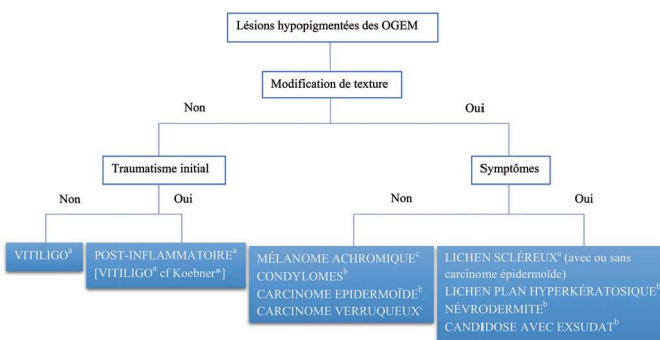 Lésions hypopigmentées des OGEM
Modification de texture
Non
Oui
Traumatisme initial
Symptômes
Non
Oui
Non
Oui
VITILIGOᵃ
POST-INFLAMMATOIREᵃ
[VITILIGOᵃ cf Koebner*]
MÉLANOME ACHROMIQUEᶜ
CONDYLOMESᵇ
CARCINOME EPIDERMOÏDEᵇ
CARCINOME VERRUQUEUXᶜ
LICHEN SCLÉREUXᵃ (avec ou sans
carcinome épidermoïde)
LICHEN PLAN HYPERKÉRATOSIQUEᵇ
NÉVRODERMITEᵇ
CANDIDOSE AVEC EXSUDATᵇ